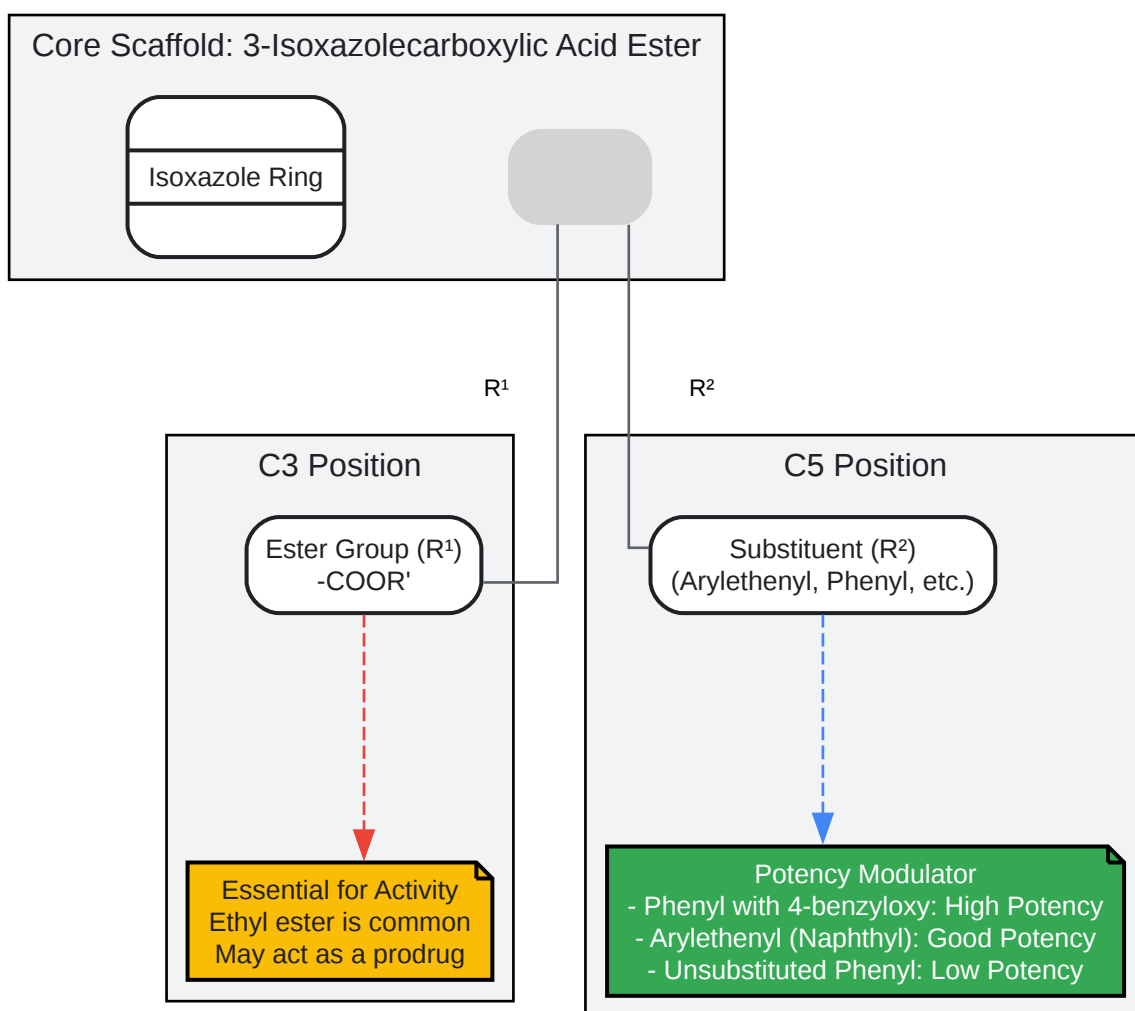 Core Scaffold: 3-Isoxazolecarboxylic Acid Ester
Isoxazole Ring
R¹
R²
C3 Position
Ester Group (R¹)
-COOR'
Essential for Activity
Ethyl ester is common
May act as a prodrug
C5 Position
Substituent (R²)
(Arylethenyl, Phenyl, etc.)
Potency Modulator
- Phenyl with 4-benzyloxy: High Potency
- Arylethenyl (Naphthyl): Good Potency
- Unsubstituted Phenyl: Low Potency